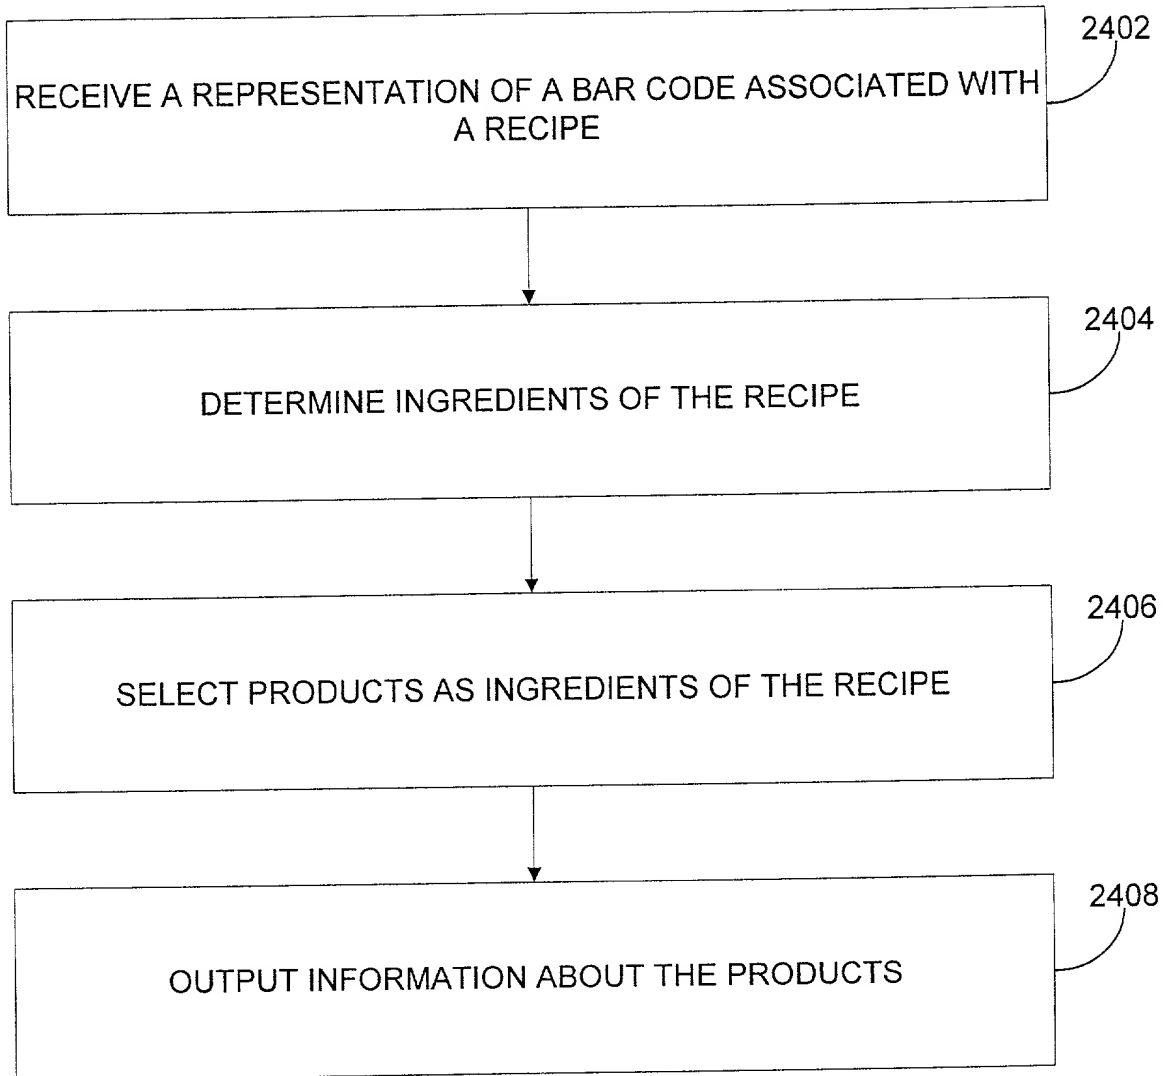 2402
RECEIVE A REPRESENTATION OF A BAR CODE ASSOCIATED WITH
A RECIPE
2404
DETERMINE INGREDIENTS OF THE RECIPE
2406
SELECT PRODUCTS AS INGREDIENTS OF THE RECIPE
2408
OUTPUT INFORMATION ABOUT THE PRODUCTS